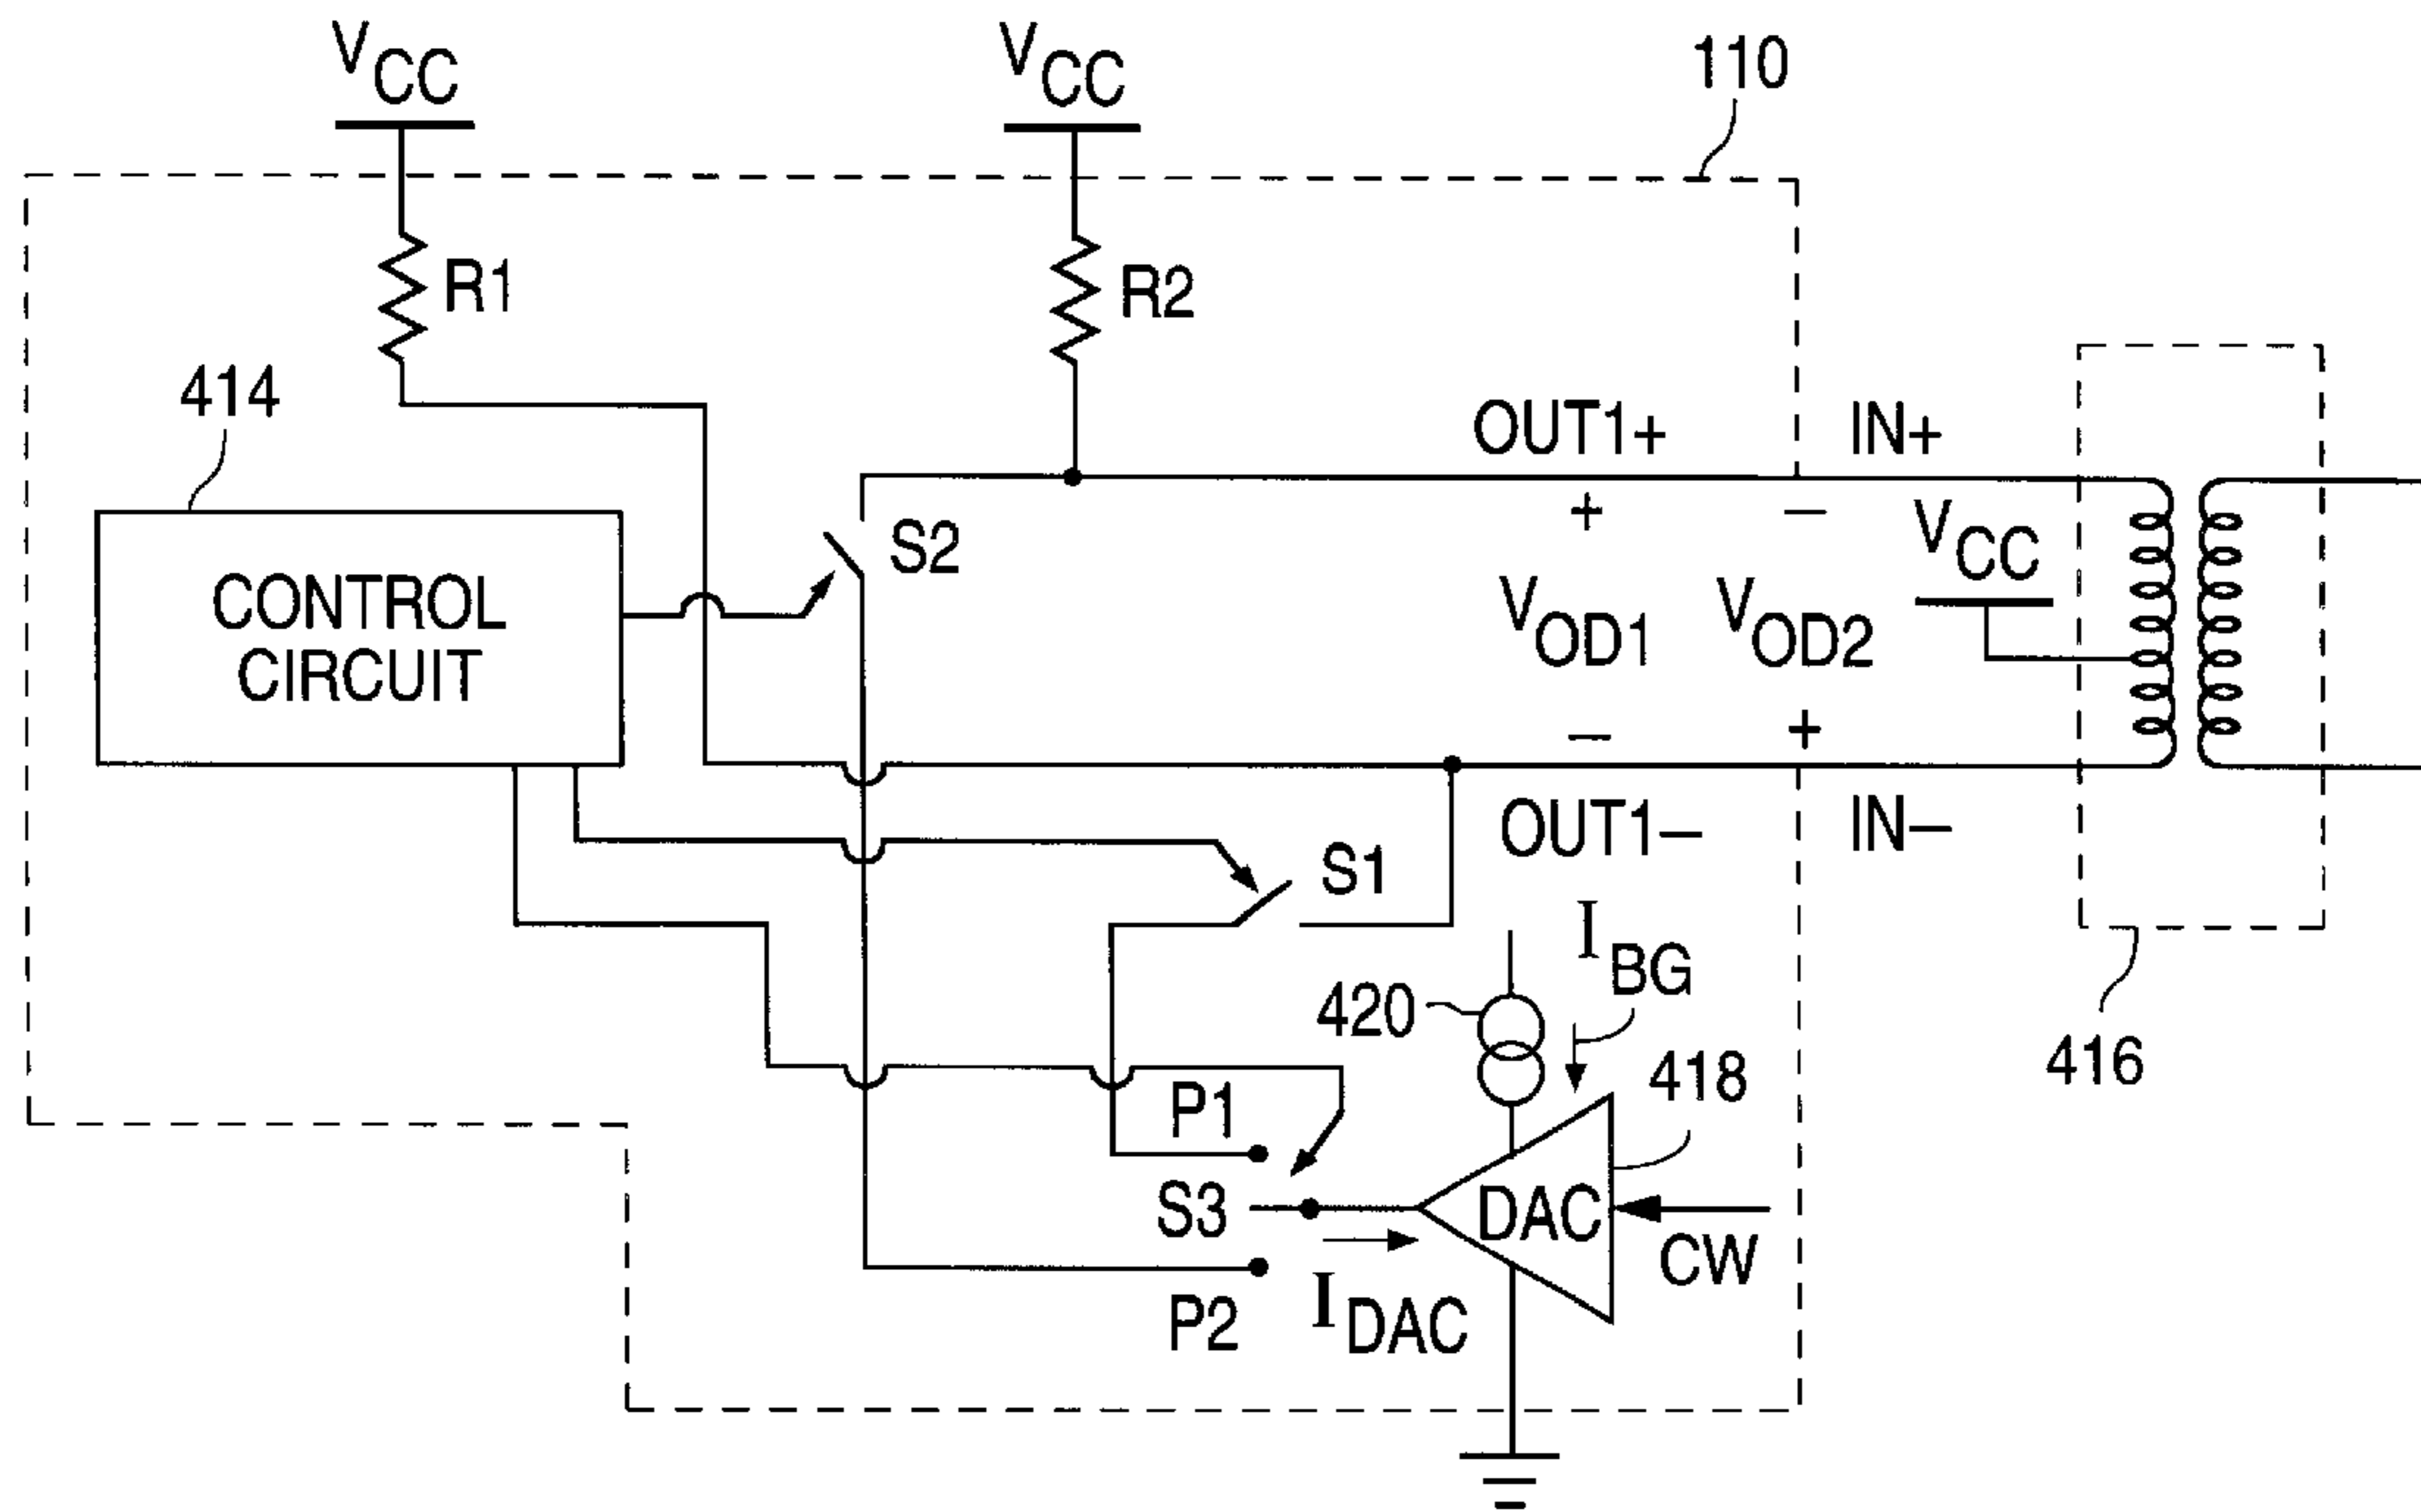 VCC
VCC
110
R1
R2
414
OUT1+
IN+
+
−
VCC
S2
CONTROL
CIRCUIT
VOD1
VOD2
−
+
OUT1−
IN−
S1
IBG
420
418
416
P1
S3
DAC
CW
P2
IDAC